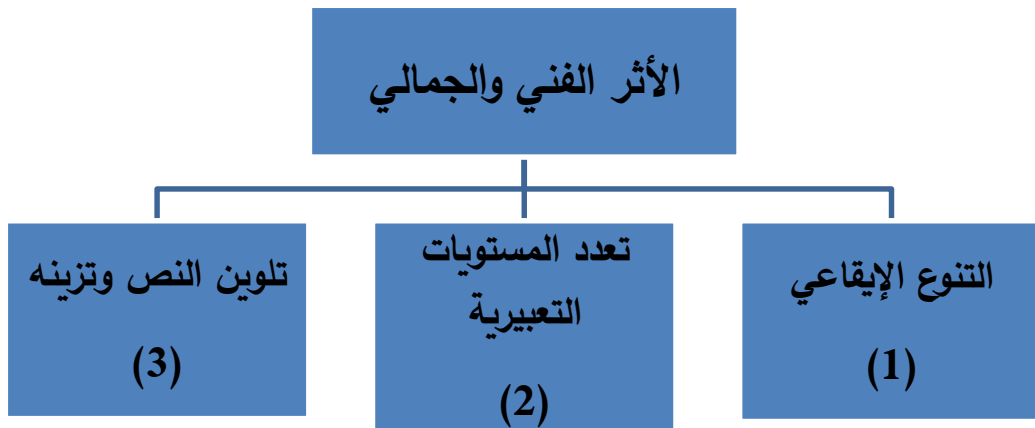 الأثر الفني والجمالي
التنوع الإيقاعي
(1)
تعدد المستويات
التعبيرية
(2)
تلوين النص وتزينه
(3)